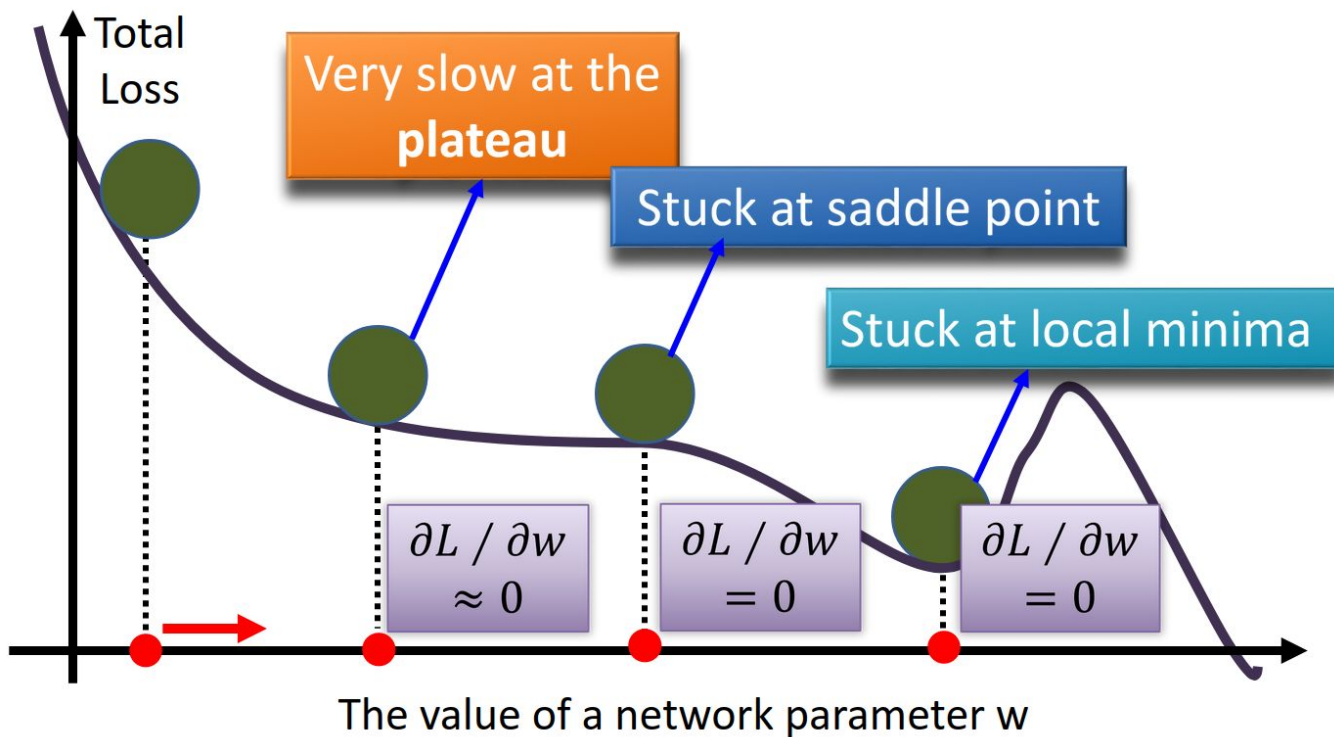 Total
Loss
Very slow at the
plateau
Stuck at saddle point
Stuck at local minima
∂L / ∂w
≈ 0
∂L / ∂w
= 0
∂L / ∂w
= 0
The value of a network parameter w